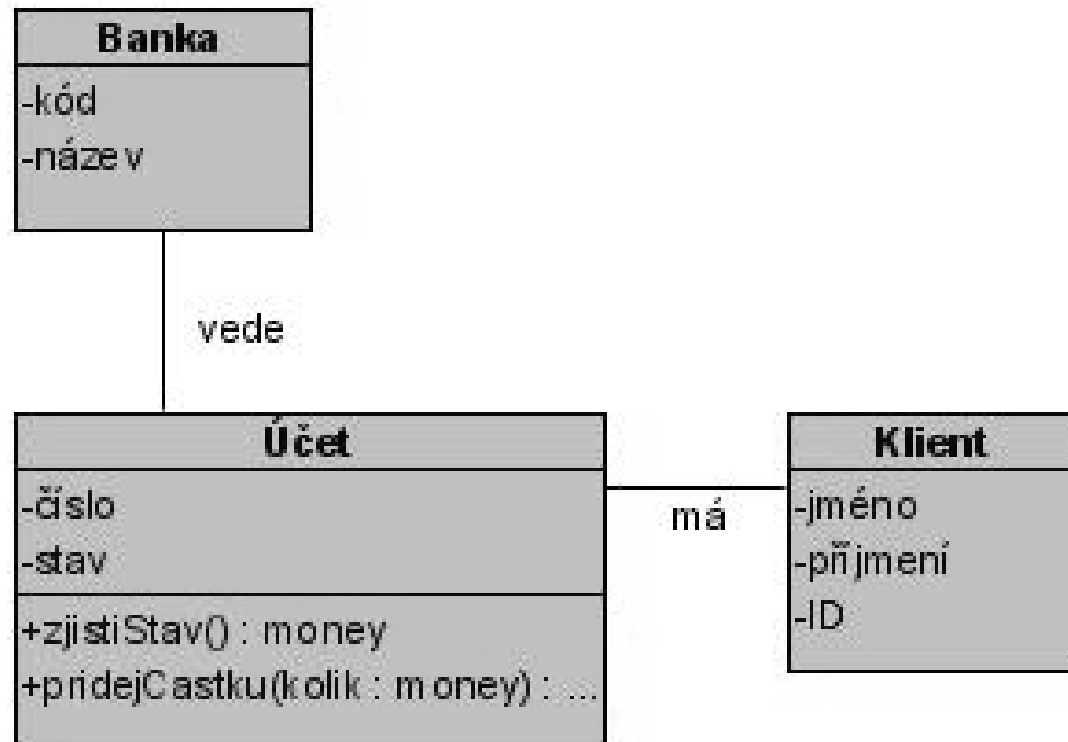 Banka
-kód
-název
vede
Účet
-číslo
-stav
+zjistiStav() : money
+pridejCastku(kolik : money) : ...
má
Klient
-jméno
-příjmení
-ID